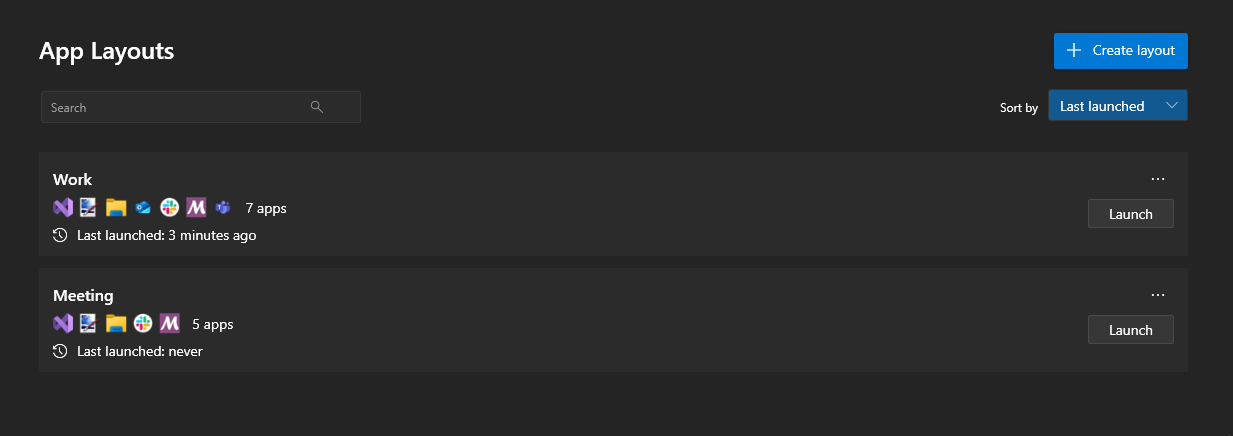 App Layouts
Create layout
Search
Sort by Last launched
Work
...
7 apps
Launch
Last launched: 3 minutes ago
Meeting
...
5 apps
Launch
Last launched: never